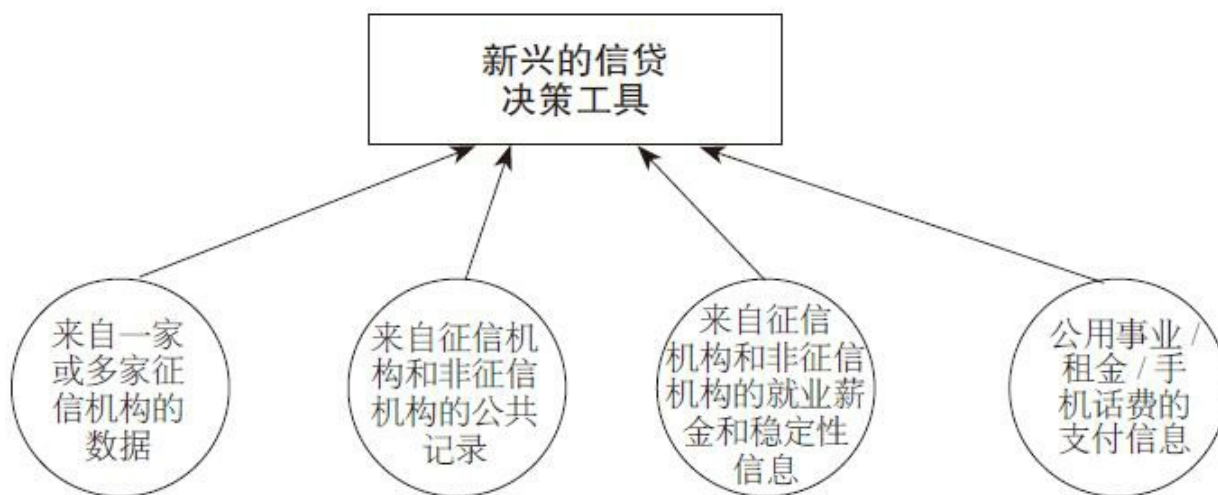 新兴的信贷
决策工具
来自一家
或多家征
信机构的
数据
来自征信机
构和非征信
机构的公共
记录
来自征信
机构和非征信
机构的就业薪
金和稳定性
信息
公用事业 /
租金 / 手
机话费的
支付信息